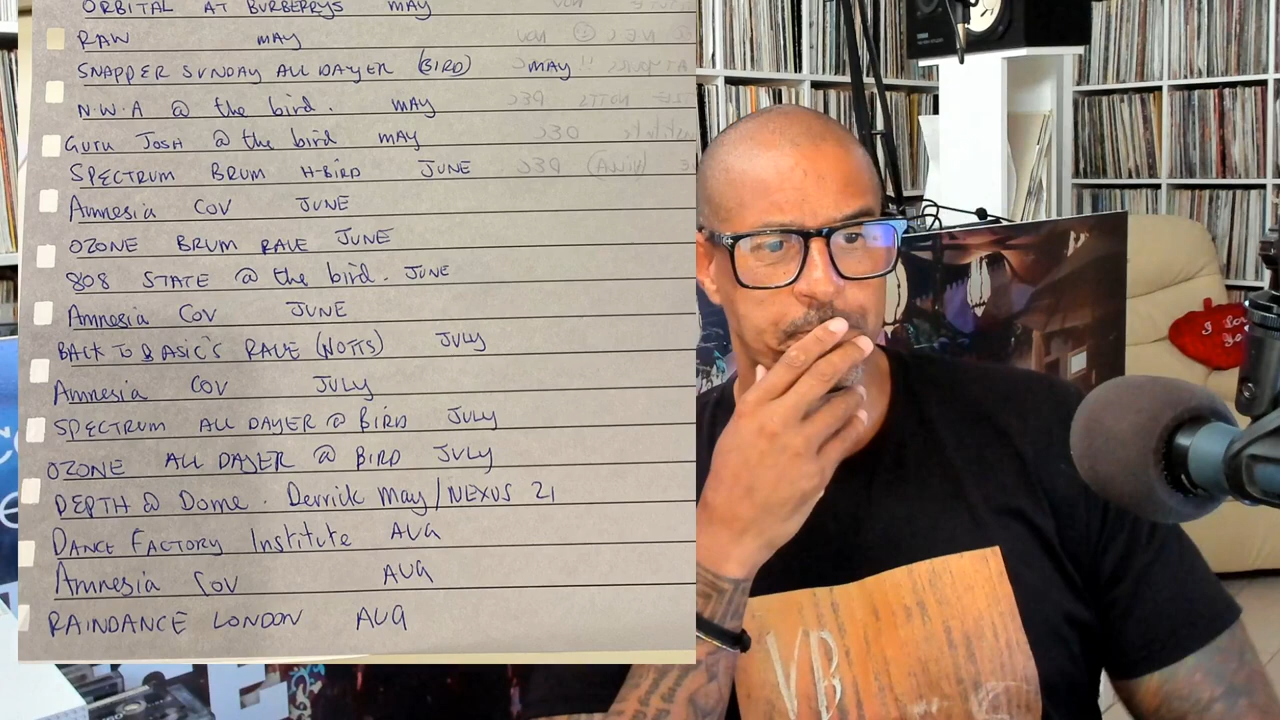 ORBITAL AT BURBERRYS MAY
RAW MAY
SNAPPER SUNDAY ALL DAYER (BIRD) MAY
N.W.A @ the bird. MAY
Guru Josh @ the bird MAY
SPECTRUM BRUM H-BIRD JUNE
Amnesia Cov JUNE
OZONE BRUM RAVE JUNE
808 STATE @ the bird. JUNE
Amnesia Cov JUNE
BACK TO BASIC'S RAVE (NOTTS) JULY
Amnesia COV JULY
SPECTRUM ALL DAYER @ BIRD JULY
OZONE ALL DAYER @ BIRD JULY
DEPTH @ Dome. Derrick May/NEXUS 21
DANCE FACTORY Institute AUG
Amnesia Cov AUG
RAINDANCE LONDON AUG
I Love
Yo
VB